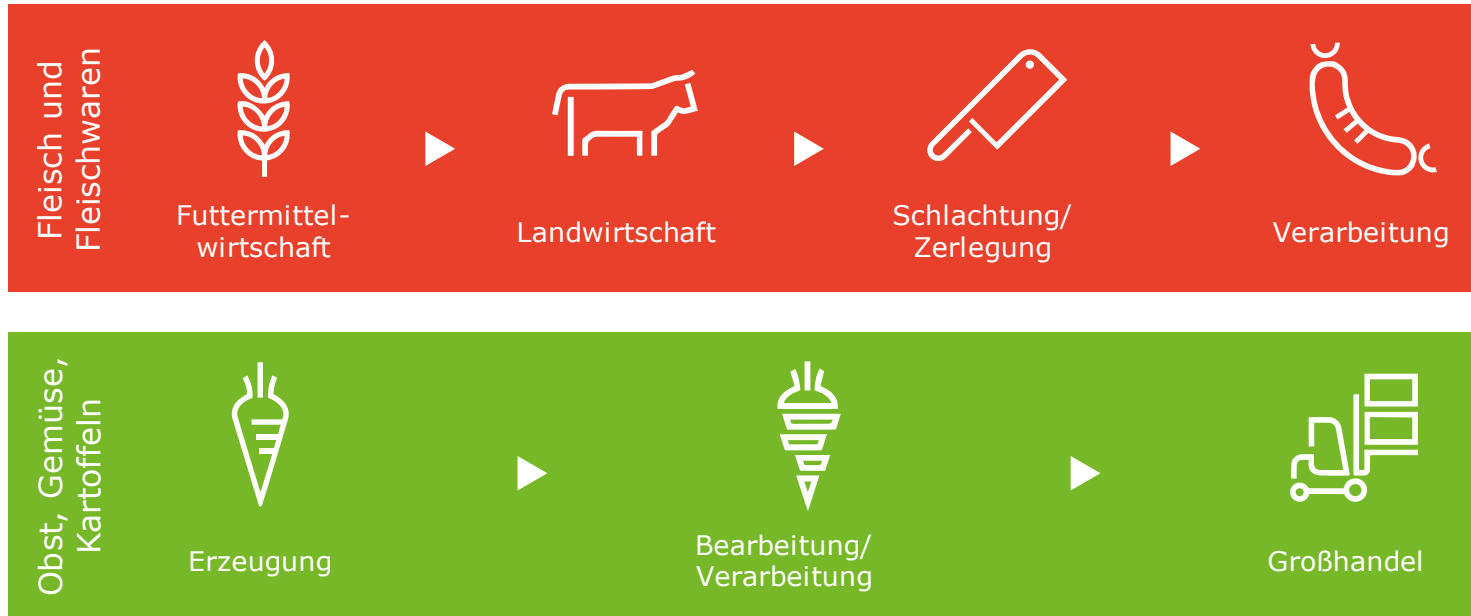 Fleisch und
Fleischwaren
Futtermittel-
wirtschaft
Landwirtschaft
Schlachtung/
Zerlegung
Verarbeitung
Obst, Gemüse,
Kartoffeln
Erzeugung
Bearbeitung/
Verarbeitung
Großhandel